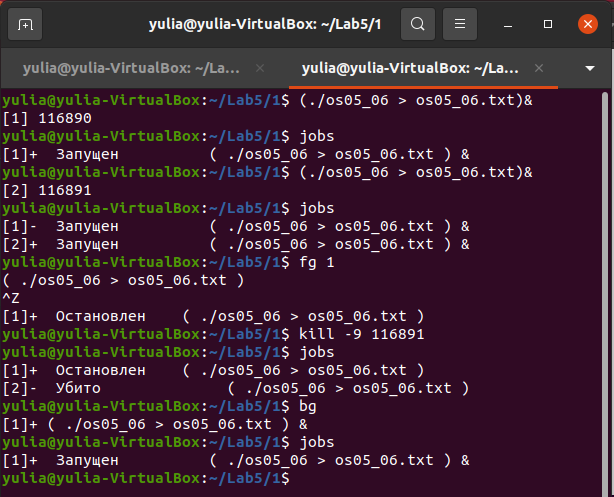 yulia@yulia-VirtualBox: ~/Lab5/1
yulia@yulia-VirtualBox: ~/La...
yulia@yulia-VirtualBox: ~/La...
yulia@yulia-VirtualBox:~/Lab5/1$ (./os05_06 > os05_06.txt)&
[1] 116890
yulia@yulia-VirtualBox:~/Lab5/1$ jobs
[1]+  Запущен          ( ./os05_06 > os05_06.txt ) &
yulia@yulia-VirtualBox:~/Lab5/1$ (./os05_06 > os05_06.txt)&
[2] 116891
yulia@yulia-VirtualBox:~/Lab5/1$ jobs
[1]-  Запущен          ( ./os05_06 > os05_06.txt ) &
[2]+  Запущен          ( ./os05_06 > os05_06.txt ) &
yulia@yulia-VirtualBox:~/Lab5/1$ fg 1
( ./os05_06 > os05_06.txt )
^Z
[1]+  Остановлен    ( ./os05_06 > os05_06.txt )
yulia@yulia-VirtualBox:~/Lab5/1$ kill -9 116891
yulia@yulia-VirtualBox:~/Lab5/1$ jobs
[1]+  Остановлен    ( ./os05_06 > os05_06.txt )
[2]-  Убито              ( ./os05_06 > os05_06.txt )
yulia@yulia-VirtualBox:~/Lab5/1$ bg
[1]+ ( ./os05_06 > os05_06.txt ) &
yulia@yulia-VirtualBox:~/Lab5/1$ jobs
[1]+  Запущен          ( ./os05_06 > os05_06.txt ) &
yulia@yulia-VirtualBox:~/Lab5/1$